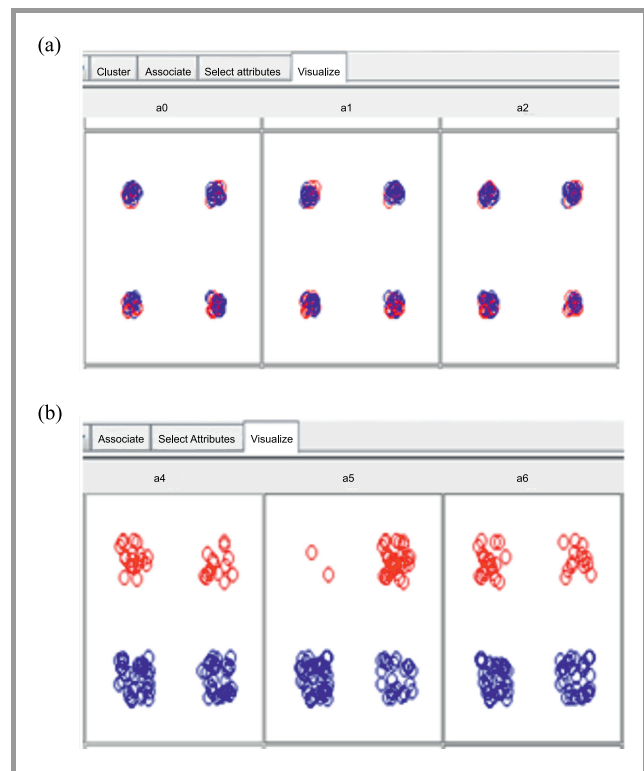 (a)
Cluster Associate Select attributes Visualize
a0 a1 a2
(b)
Associate Select Attributes Visualize
a4 a5 a6